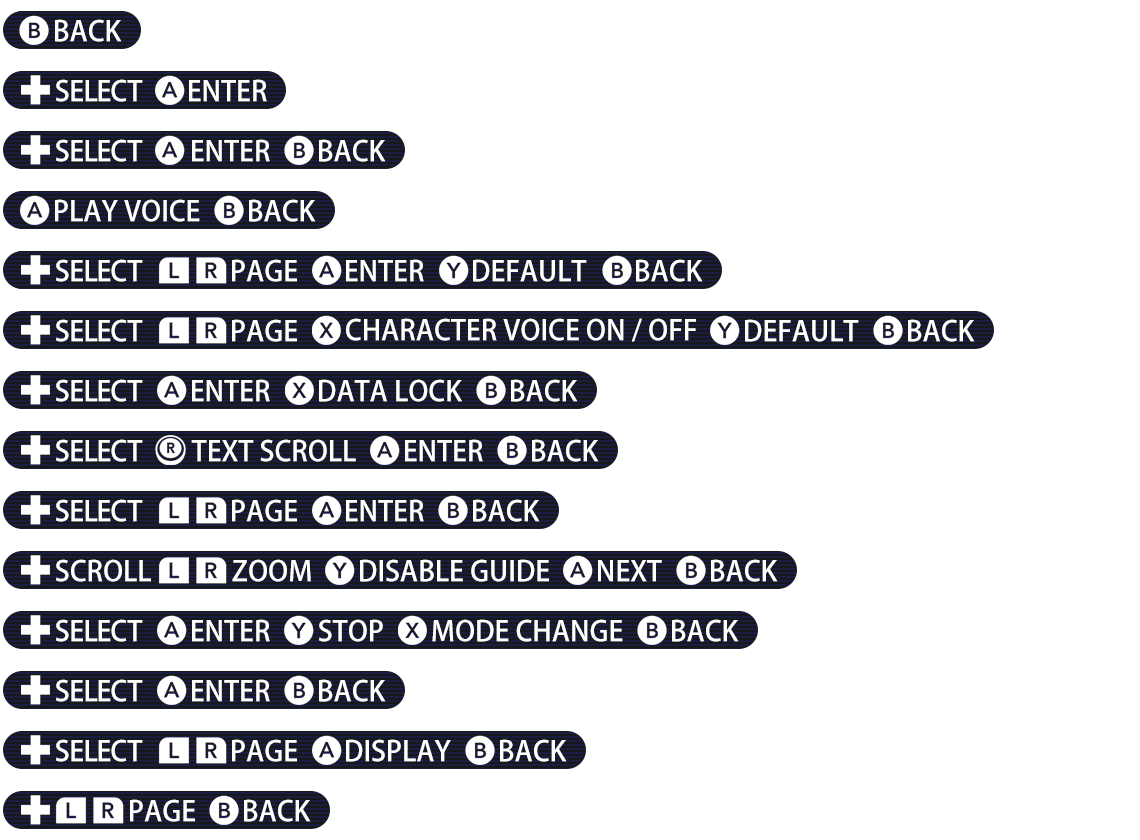 B BACK
SELECT A ENTER
SELECT A ENTER B BACK
A PLAY VOICE B BACK
SELECT L R PAGE A ENTER Y DEFAULT B BACK
SELECT L R PAGE X CHARACTER VOICE ON / OFF Y DEFAULT B BACK
SELECT A ENTER X DATA LOCK B BACK
SELECT R TEXT SCROLL A ENTER B BACK
SELECT L R PAGE A ENTER B BACK
SCROLL L R ZOOM Y DISABLE GUIDE A NEXT B BACK
SELECT A ENTER Y STOP X MODE CHANGE B BACK
SELECT A ENTER B BACK
SELECT L R PAGE A DISPLAY B BACK
L R PAGE B BACK